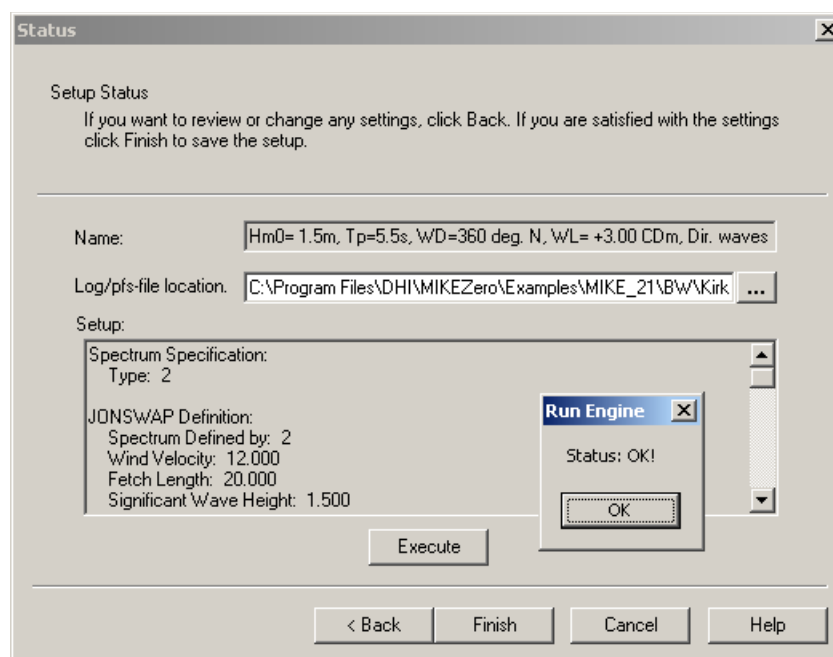 Status
Setup Status
If you want to review or change any settings, click Back. If you are satisfied with the settings
click Finish to save the setup.
Name:
Hm0= 1.5m, Tp=5.5s, WD=360 deg. N, WL= +3.00 CDm, Dir. waves
Log/pfs-file location.
C:\Program Files\DHI\MIKEZero\Examples\MIKE_21\BW\Kirk
...
Setup:
Spectrum Specification:
Type: 2
JONSWAP Definition:
Spectrum Defined by: 2
Wind Velocity: 12.000
Fetch Length: 20.000
Significant Wave Height: 1.500
Run Engine
Status: OK!
OK
Execute
< Back
Finish
Cancel
Help